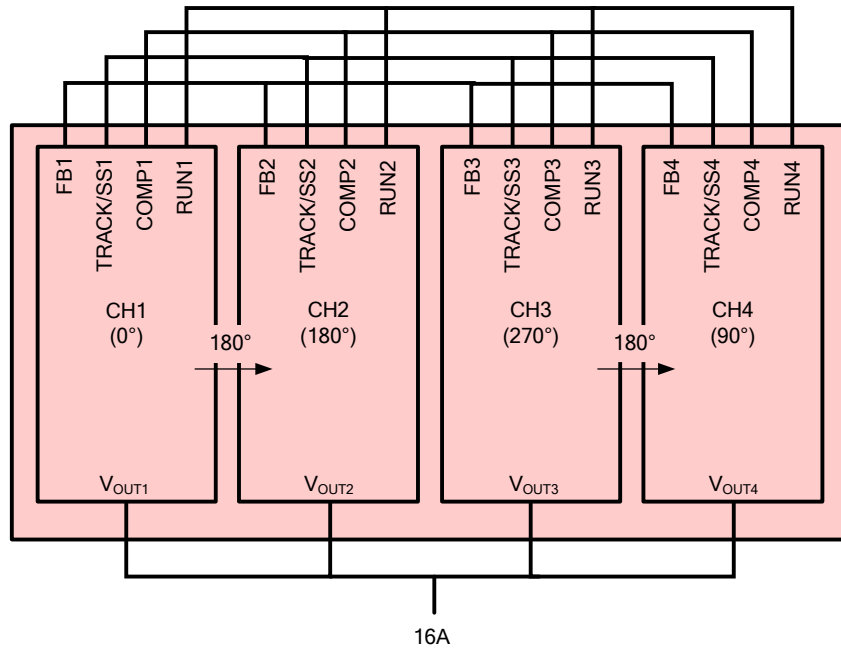 FB1
TRACK/SS1
COMP1
RUN1
FB2
TRACK/SS2
COMP2
RUN2
FB3
TRACK/SS3
COMP3
RUN3
FB4
TRACK/SS4
COMP4
RUN4
CH1
(0°)
180°
CH2
(180°)
CH3
(270°)
180°
CH4
(90°)
VOUT1
VOUT2
VOUT3
VOUT4
16A